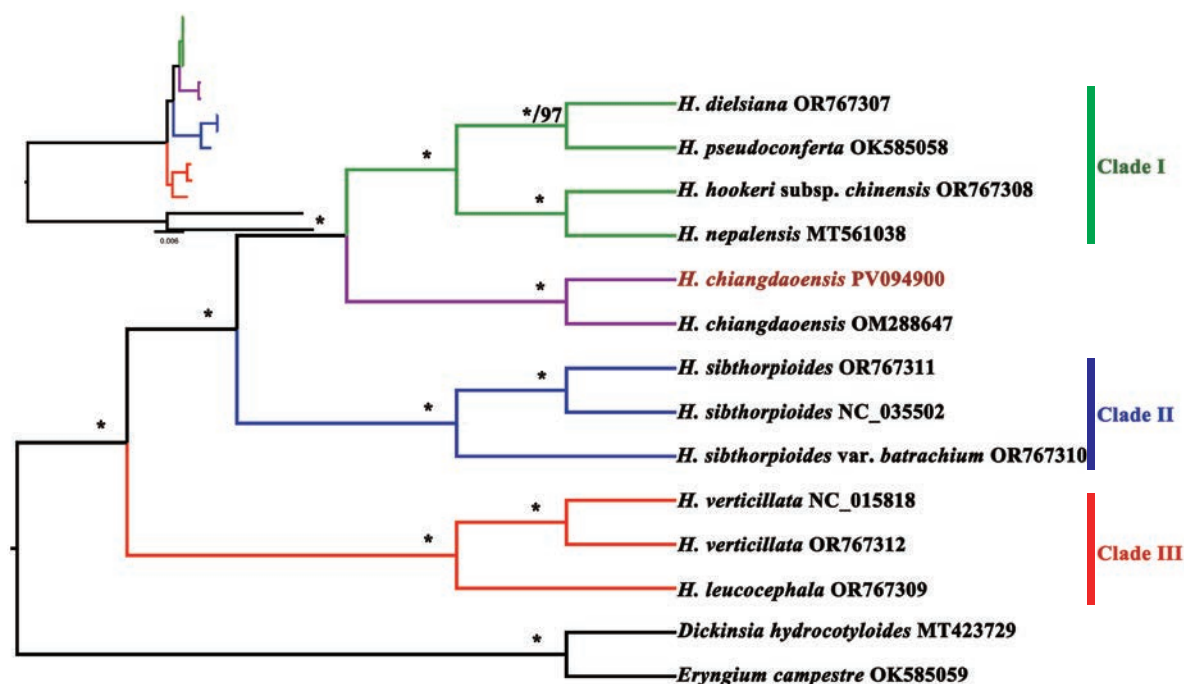 */97
H. dielsiana OR767307
H. pseudoconferta OK585058
Clade I
*
H. hookeri subsp. chinensis OR767308
*
H. nepalensis MT561038
0.006
*
H. chiangdaoensis PV094900
*
H. chiangdaoensis OM288647
*
H. sibthorpioides OR767311
*
H. sibthorpioides NC_035502
*
Clade II
H. sibthorpioides var. batrachium OR767310
*
H. verticillata NC_015818
*
H. verticillata OR767312
*
Clade III
H. leucocephala OR767309
Dickinsia hydrocotyloides MT423729
*
Eryngium campestre OK585059